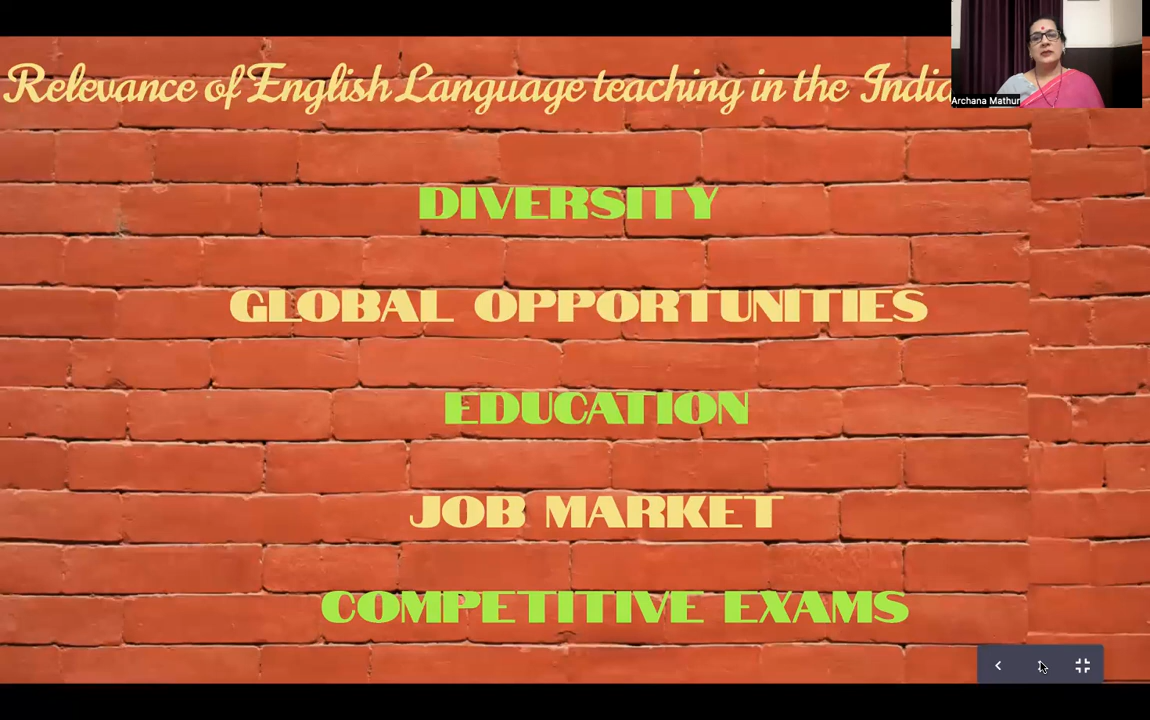 Relevance of English Language teaching in the India
Archana Mathur
DIVERSITY
GLOBAL OPPORTUNITIES
EDUCATION
JOB MARKET
COMPETITIVE EXAMS